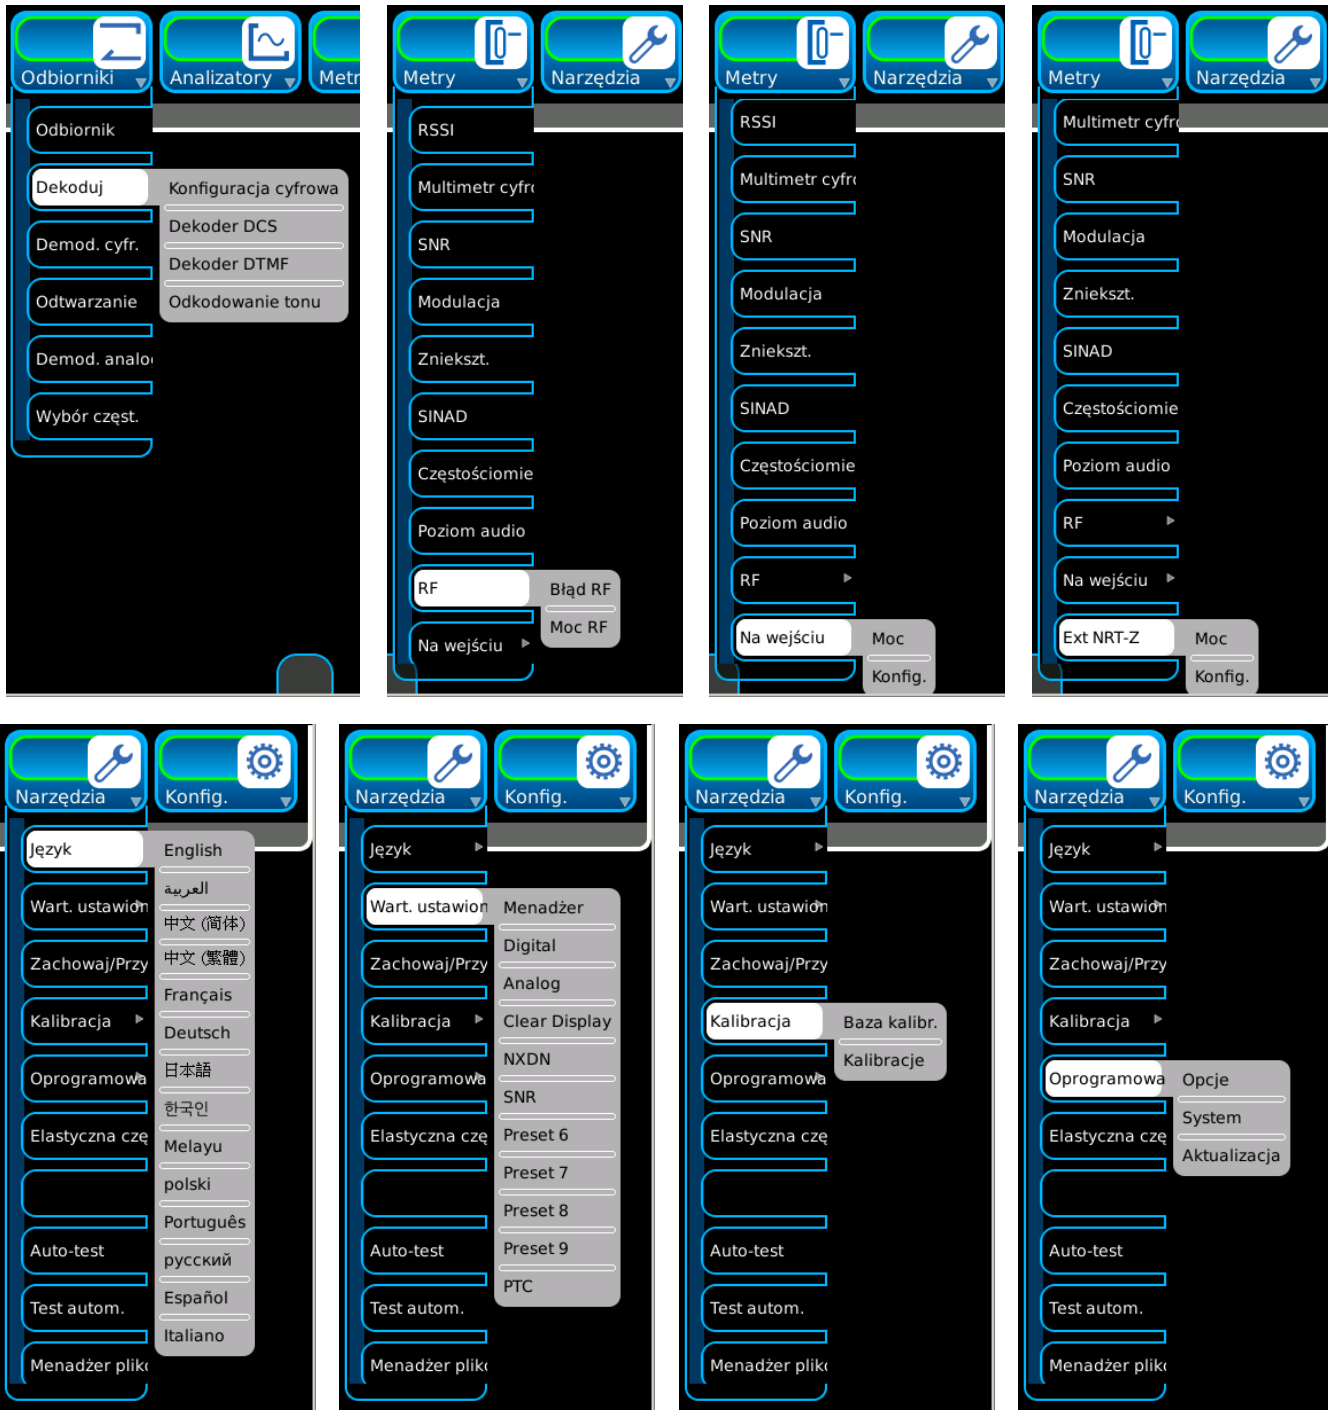 Odbiorniki
Analizatory
Metr
Odbiornik
Dekoduj
Konfiguracja cyfrowa
Dekoder DCS
Demod. cyfr.
Dekoder DTMF
Odtwarzanie
Odkodowanie tonu
Demod. analo
Wybór częst.
Metry
Narzędzia
RSSI
Multimetr cyfr
SNR
Modulacja
Zniekszt.
SINAD
Częstościomie
Poziom audio
RF
Błąd RF
Moc RF
Na wejściu
Metry
Narzędzia
RSSI
Multimetr cyfr
SNR
Modulacja
Zniekszt.
SINAD
Częstościomie
Poziom audio
RF
Na wejściu
Moc
Konfig.
Metry
Narzędzia
Multimetr cyfr
SNR
Modulacja
Zniekszt.
SINAD
Częstościomie
Poziom audio
RF
Na wejściu
Ext NRT-Z
Moc
Konfig.
Narzędzia
Konfig.
Język
Wart. ustawion
Zachowaj/Przy
Kalibracja
Oprogramowa
Elastyczna czę
Auto-test
Test autom.
Menadżer plik
English
العربية
中文 (简体)
中文 (繁體)
Français
Deutsch
日本語
한국인
Melayu
polski
Português
русский
Español
Italiano
Narzędzia
Konfig.
Język
Wart. ustawion
Zachowaj/Przy
Kalibracja
Oprogramowa
Elastyczna czę
Auto-test
Test autom.
Menadżer plik
Menadżer
Digital
Analog
Clear Display
NXDN
SNR
Preset 6
Preset 7
Preset 8
Preset 9
PTC
Narzędzia
Konfig.
Język
Wart. ustawion
Zachowaj/Przy
Kalibracja
Baza kalibr.
Kalibracje
Oprogramowa
Elastyczna czę
Auto-test
Test autom.
Menadżer plik
Narzędzia
Konfig.
Język
Wart. ustawion
Zachowaj/Przy
Kalibracja
Oprogramowa
Opcje
System
Aktualizacja
Elastyczna czę
Auto-test
Test autom.
Menadżer plik